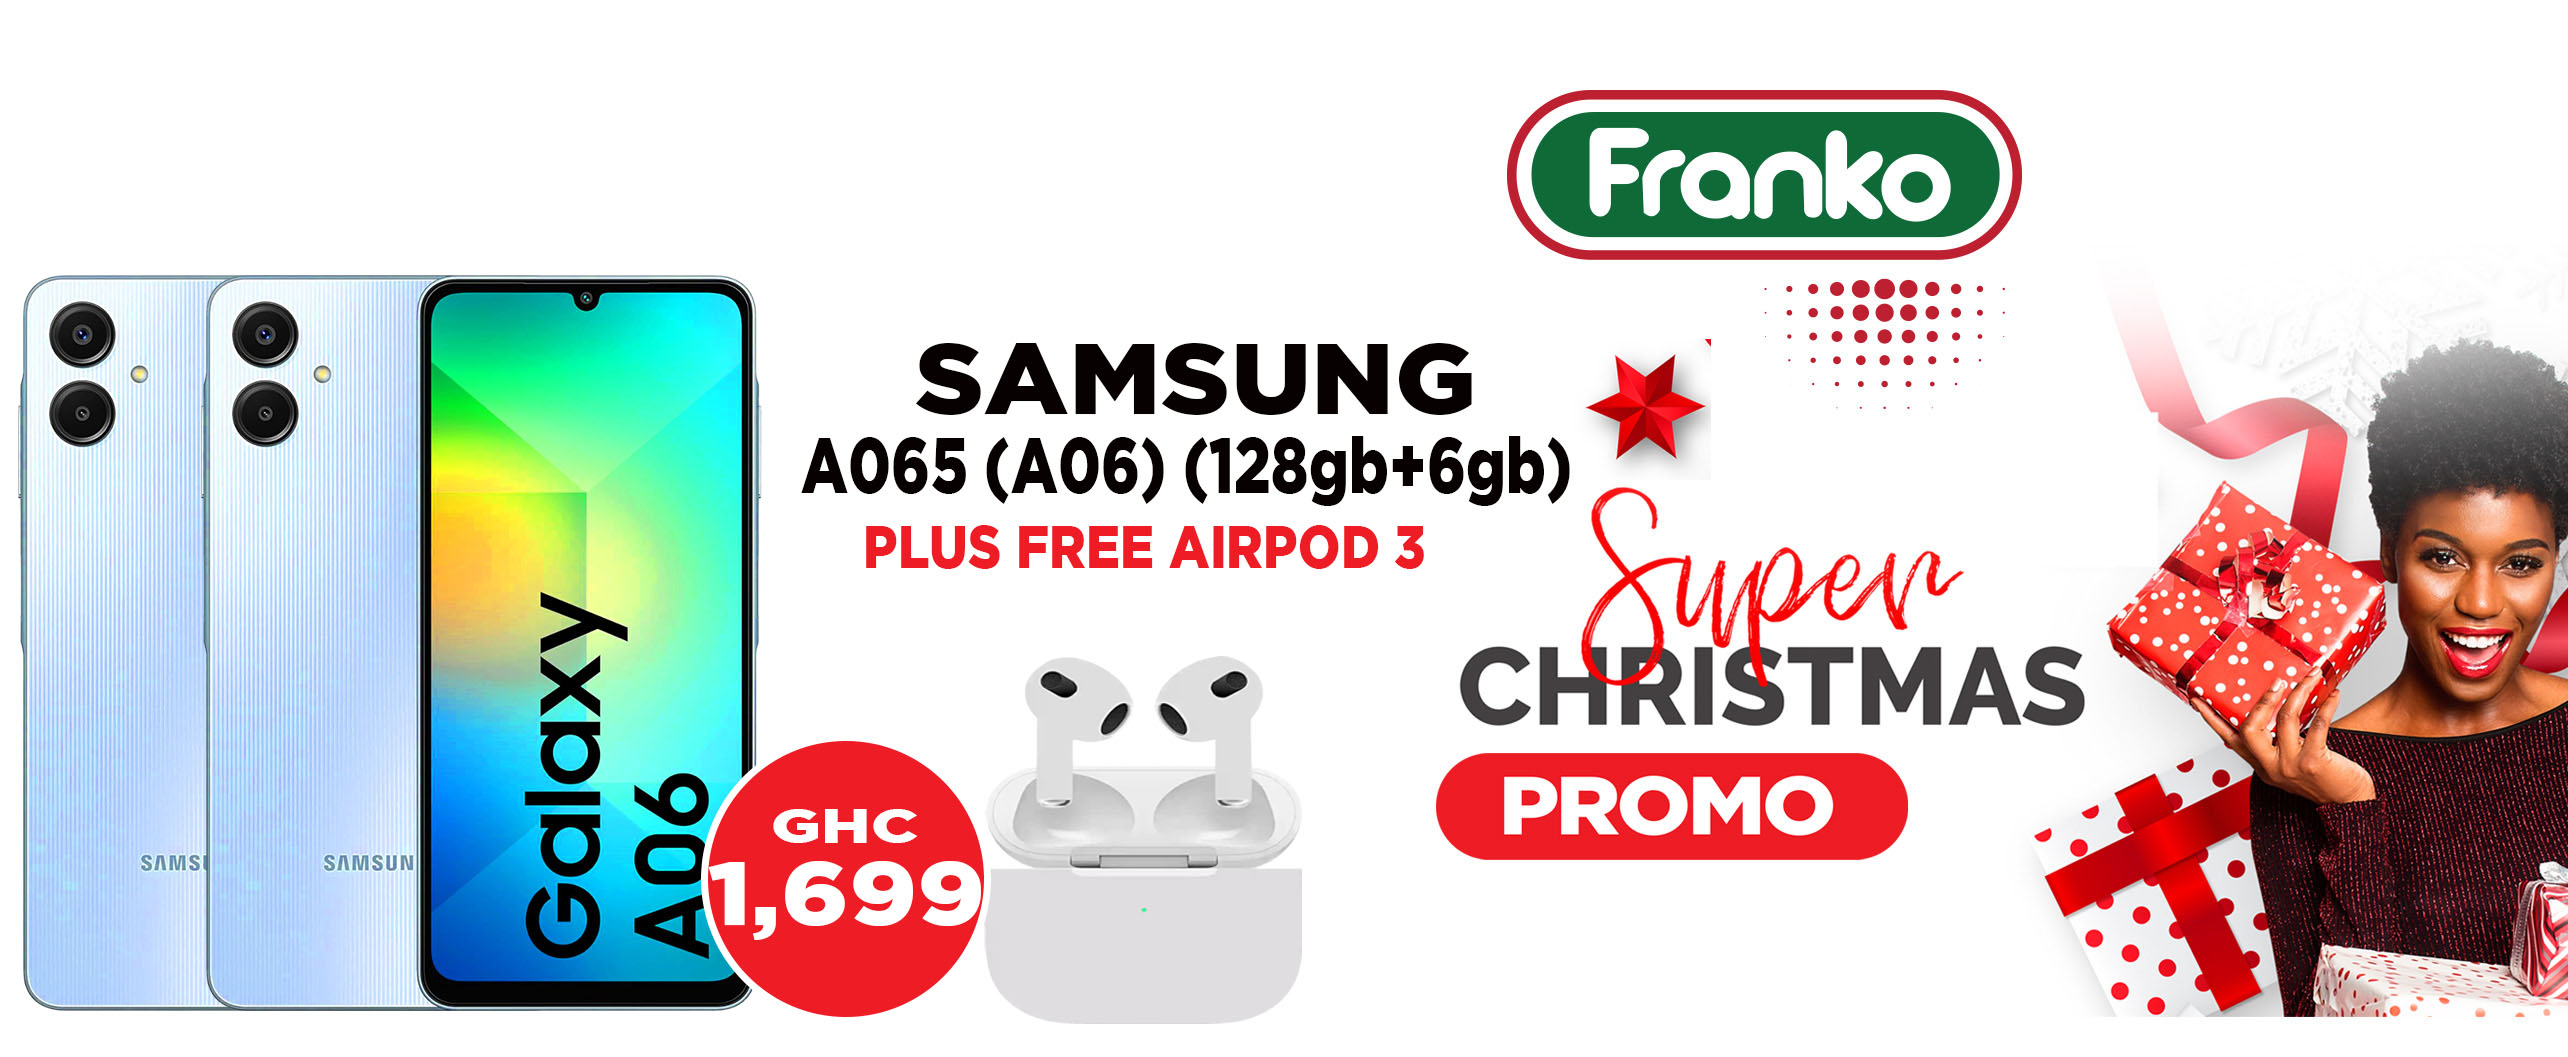 Franko
SAMSUNG
A065 (A06) (128gb+6gb)
PLUS FREE AIRPOD 3
Super
CHRISTMAS
PROMO
GHC
1,699
Galaxy
A06
SAMS
SAMSUN